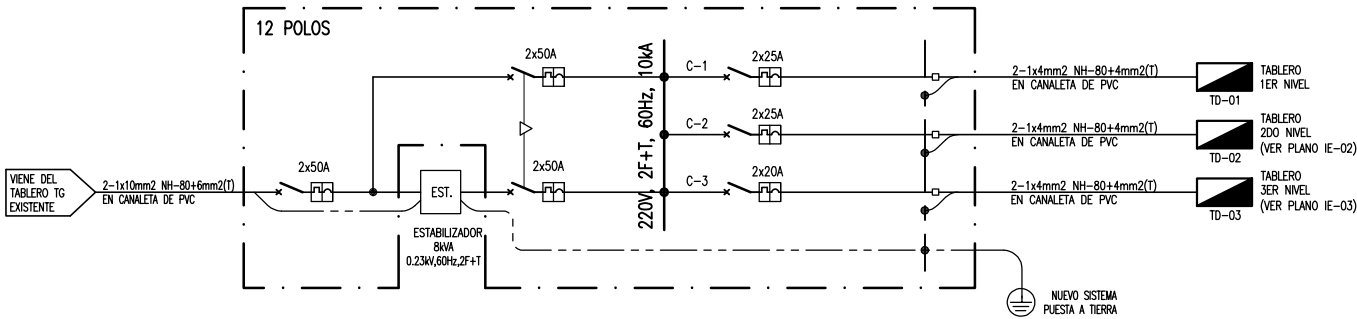 12 POLOS
VIENE DEL
TABLERO TG
EXISTENTE
2-1x10mm2 NH-80+6mm2(T)
EN CANALETA DE PVC
2x50A
2x50A
2x50A
EST.
ESTABILIZADOR
8kVA
0.23kV,60Hz,2F+T
220V, 2F+T, 60Hz, 10kA
C-1
2x25A
2-1x4mm2 NH-80+4mm2(T)
EN CANALETA DE PVC
TD-01
TABLERO
1ER NIVEL
C-2
2x25A
2-1x4mm2 NH-80+4mm2(T)
EN CANALETA DE PVC
TD-02
TABLERO
2DO NIVEL
(VER PLANO IE-02)
C-3
2x20A
2-1x4mm2 NH-80+4mm2(T)
EN CANALETA DE PVC
TD-03
TABLERO
3ER NIVEL
(VER PLANO IE-03)
NUEVO SISTEMA
PUESTA A TIERRA